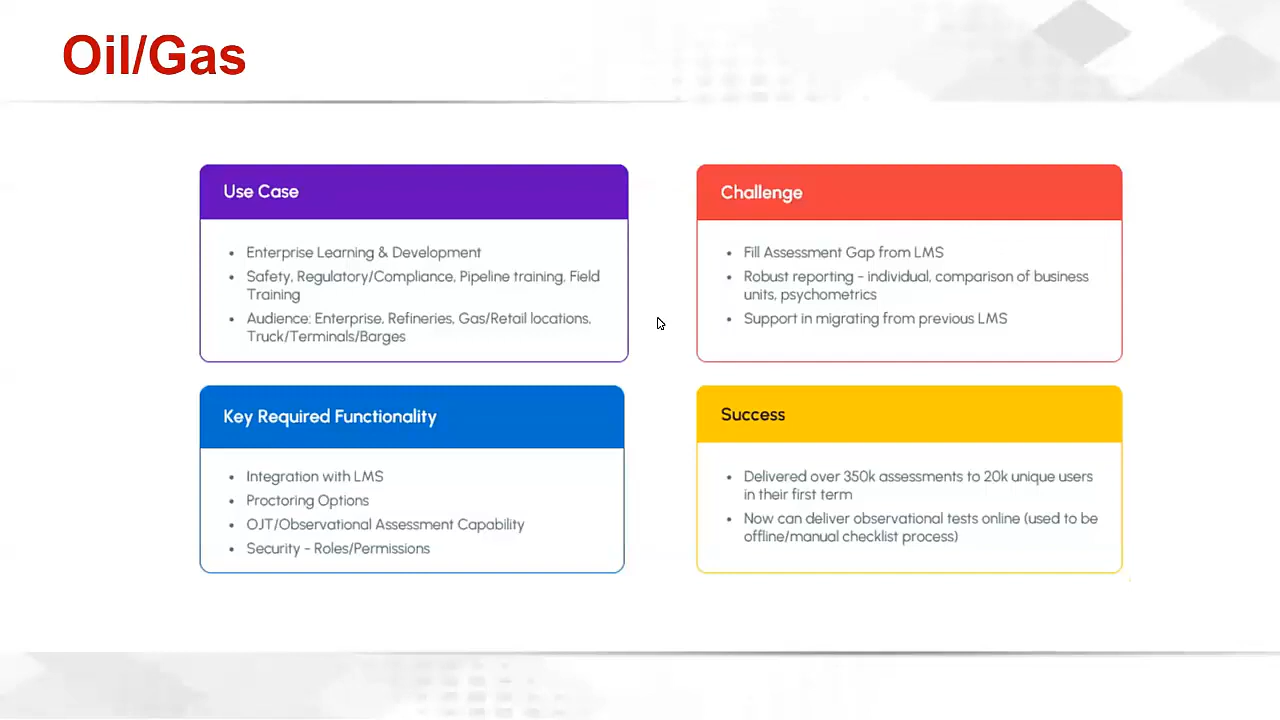 Oil/Gas
Use Case
• Enterprise Learning & Development
• Safety, Regulatory/Compliance, Pipeline training, Field
Training
• Audience: Enterprise, Refineries, Gas/Retail locations,
Truck/Terminals/Barges
Challenge
• Fill Assessment Gap from LMS
• Robust reporting - individual, comparison of business
units, psychometrics
• Support in migrating from previous LMS
Key Required Functionality
• Integration with LMS
• Proctoring Options
• OJT/Observational Assessment Capability
• Security - Roles/Permissions
Success
• Delivered over 350k assessments to 20k unique users
in their first term
• Now can deliver observational tests online (used to be
offline/manual checklist process)